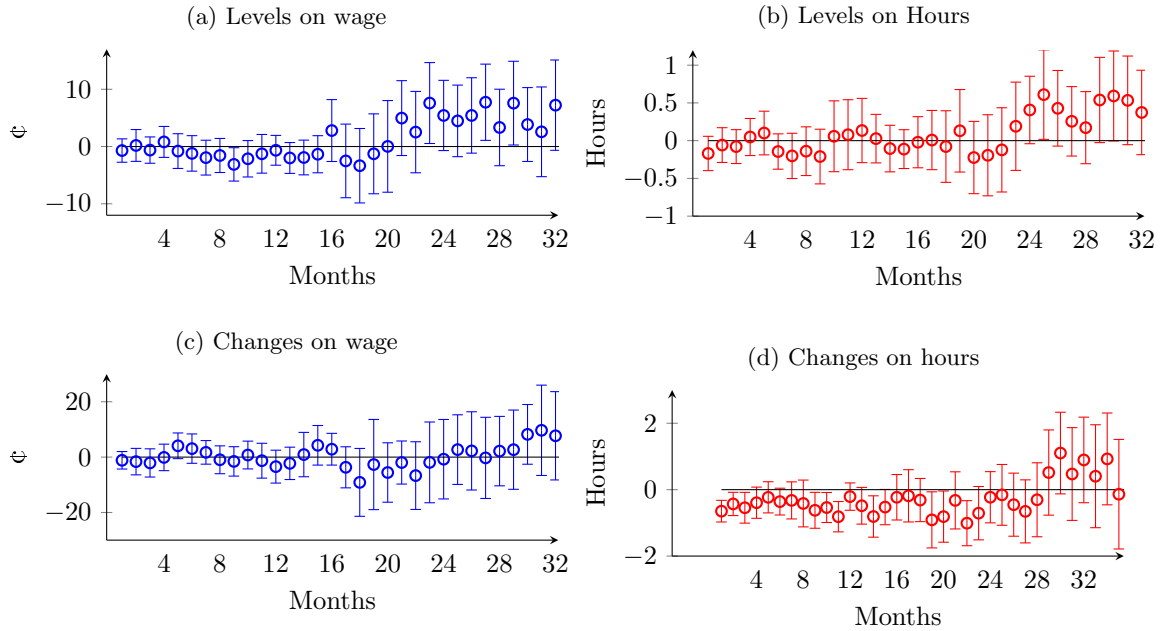 (a) Levels on wage
10
0
−10
¢
4 8 12 16 20 24 28 32
Months
(b) Levels on Hours
1
0.5
0
−0.5
−1
Hours
4 8 12 16 20 24 28 32
Months
(c) Changes on wage
20
0
−20
¢
4 8 12 16 20 24 28 32
Months
(d) Changes on hours
2
0
−2
Hours
4 8 12 16 20 24 28 32
Months